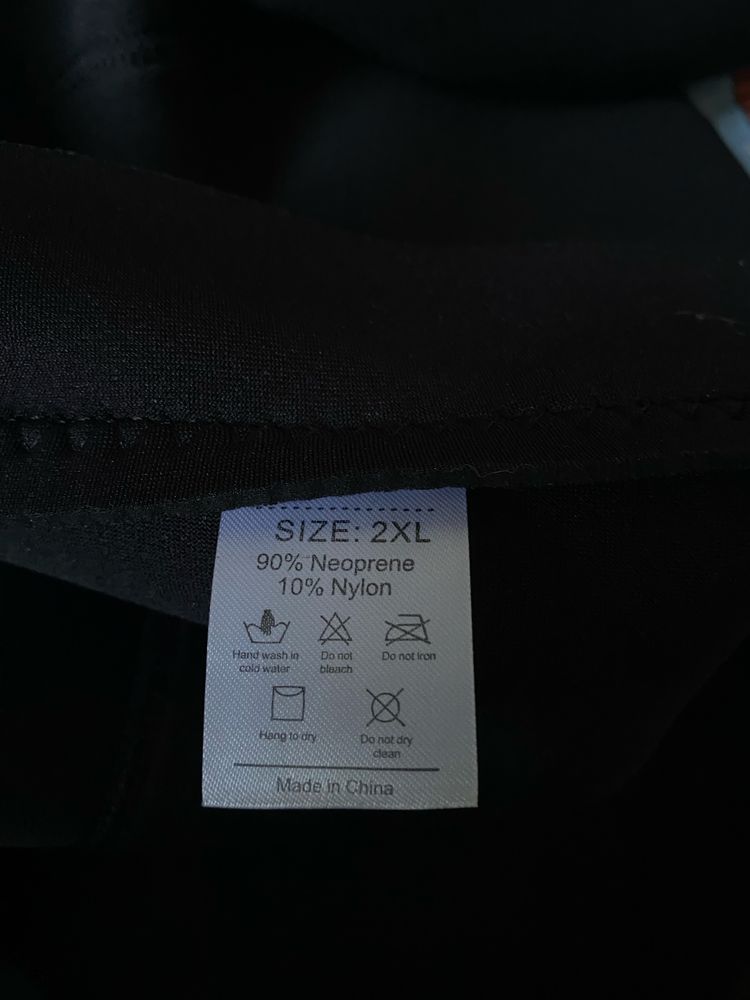 SIZE: 2XL
90% Neoprene
10% Nylon
Hand wash in
cold water
Do not
bleach
Do not Iron
Hang to dry
Do not dry
clean
Made in China